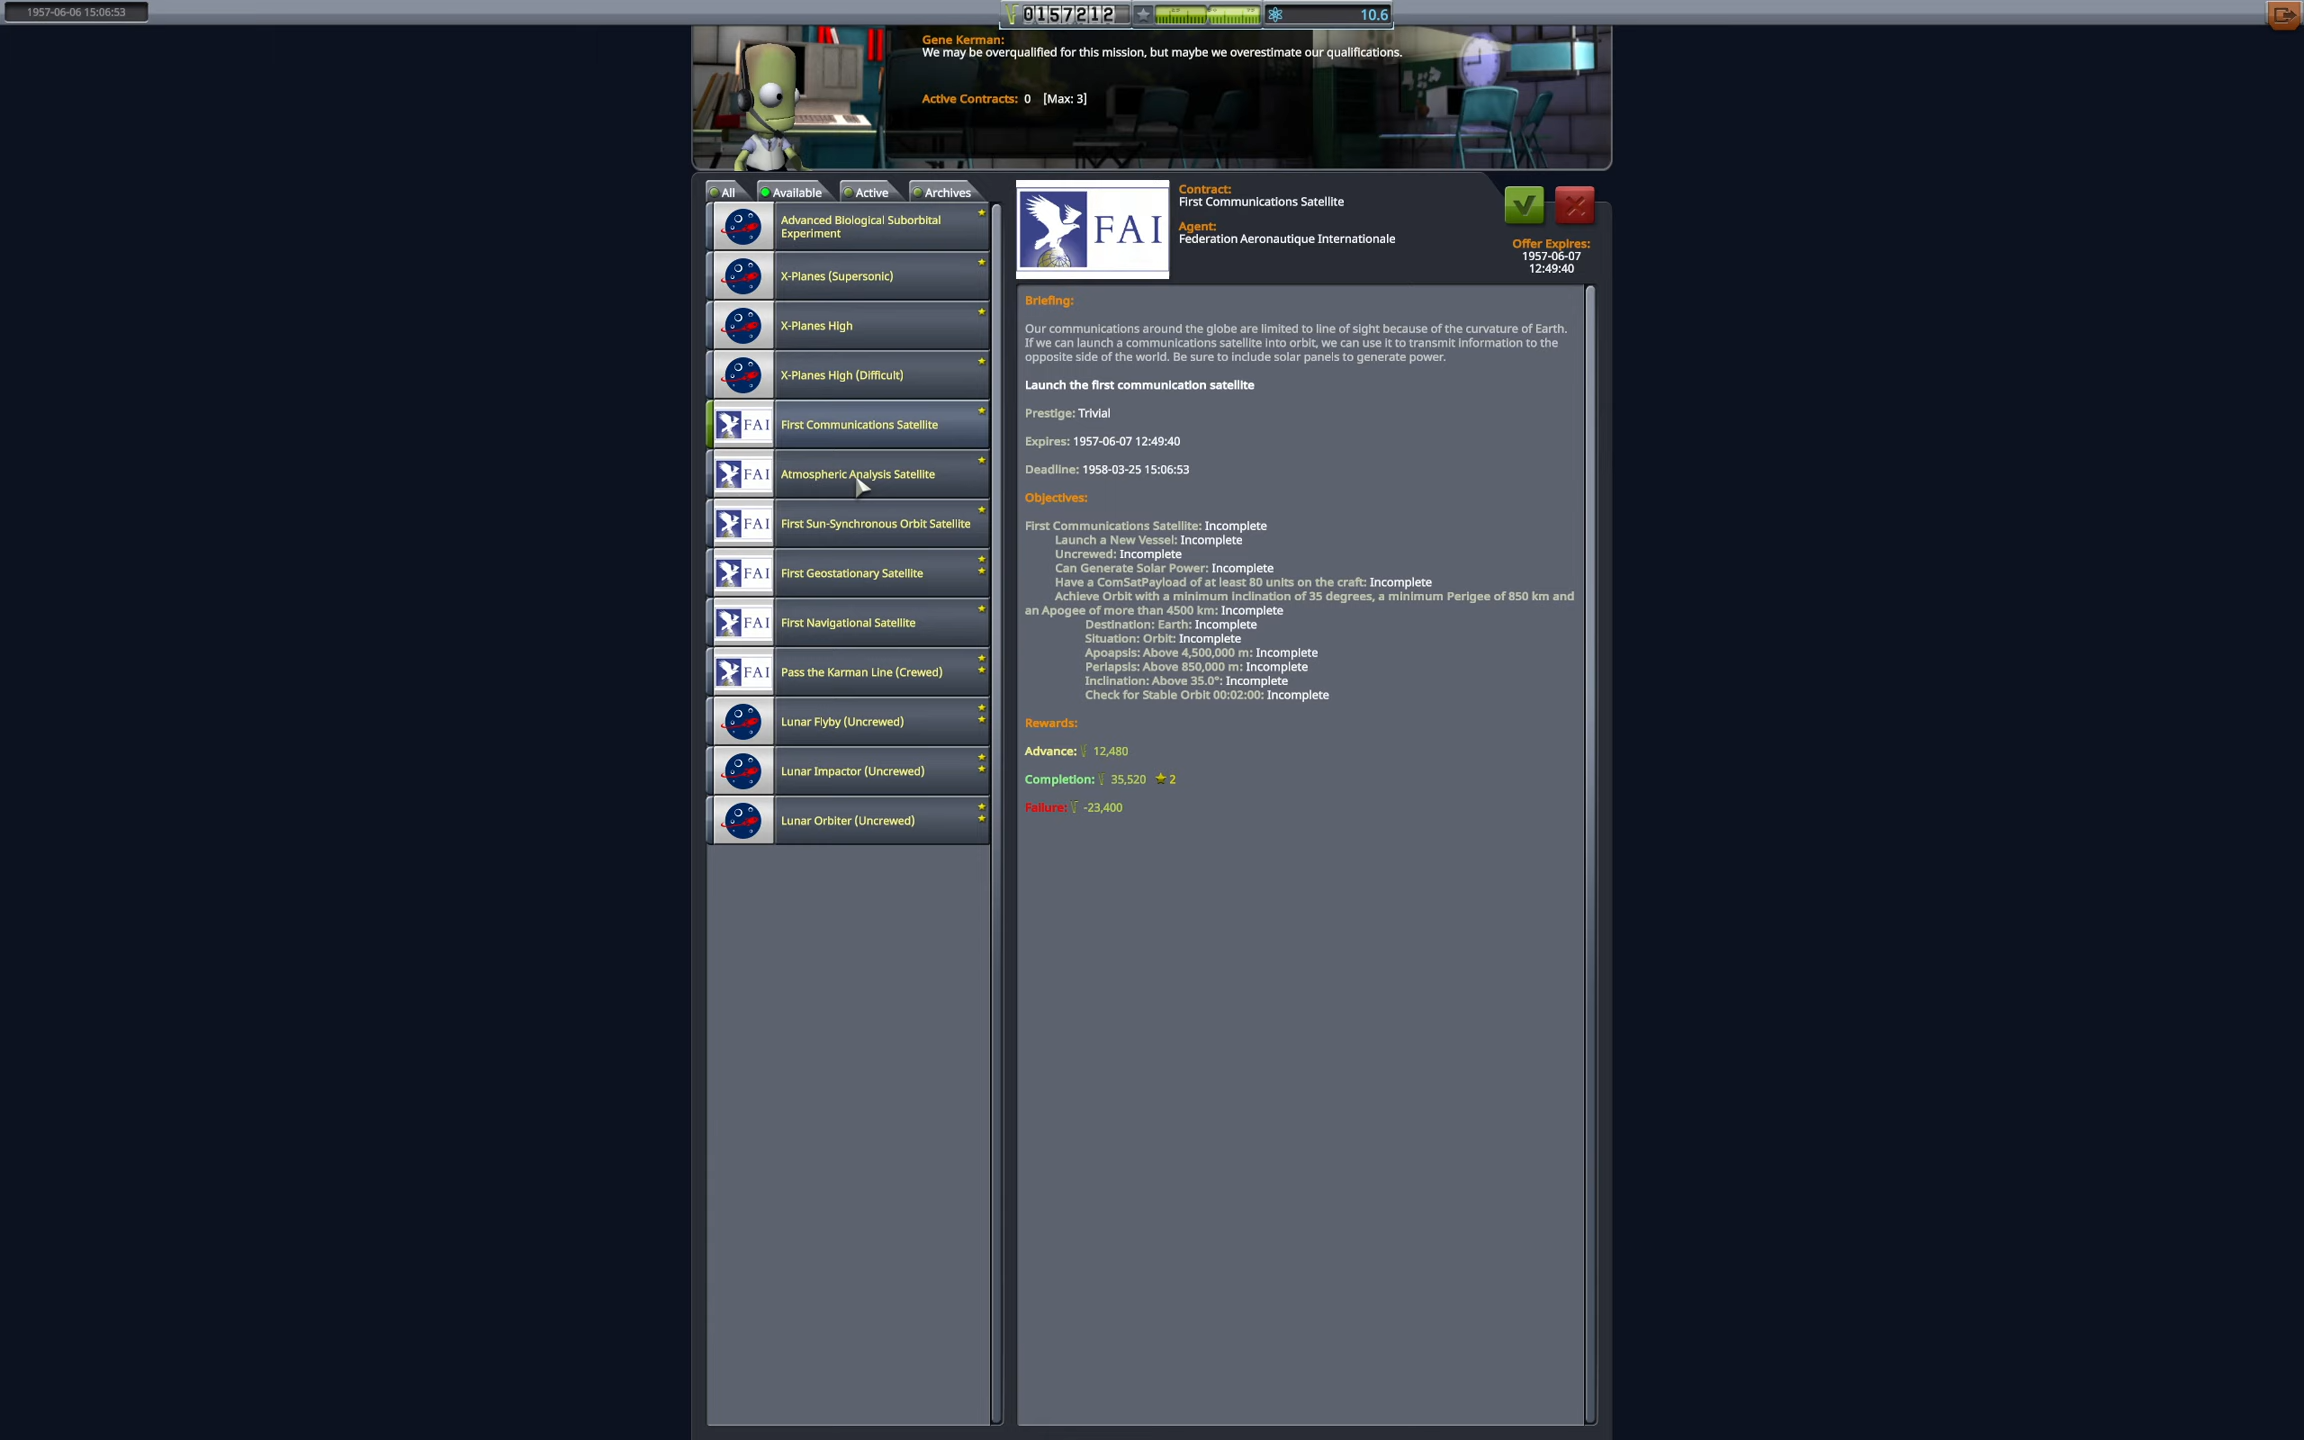 1957-06-06 15:06:53
0157212
10.6
Gene Kerman:
We may be overqualified for this mission, but maybe we overestimate our qualifications.
Active Contracts: 0 [Max: 3]
All
Available
Active
Archives
Advanced Biological Suborbital
Experiment
X-Planes (Supersonic)
X-Planes High
X-Planes High (Difficult)
FAI
First Communications Satellite
FAI
Atmospheric Analysis Satellite
FAI
First Sun-Synchronous Orbit Satellite
FAI
First Geostationary Satellite
FAI
First Navigational Satellite
FAI
Pass the Karman Line (Crewed)
Lunar Flyby (Uncrewed)
Lunar Impactor (Uncrewed)
Lunar Orbiter (Uncrewed)
FAI
Contract:
First Communications Satellite
Agent:
Federation Aeronautique Internationale
Offer Expires:
1957-06-07
12:49:40
Briefing:
Our communications around the globe are limited to line of sight because of the curvature of Earth.
If we can launch a communications satellite into orbit, we can use it to transmit information to the
opposite side of the world. Be sure to include solar panels to generate power.
Launch the first communication satellite
Prestige: Trivial
Expires: 1957-06-07 12:49:40
Deadline: 1958-03-25 15:06:53
Objectives:
First Communications Satellite: Incomplete
Launch a New Vessel: Incomplete
Uncrewed: Incomplete
Can Generate Solar Power: Incomplete
Have a ComSatPayload of at least 80 units on the craft: Incomplete
Achieve Orbit with a minimum inclination of 35 degrees, a minimum Perigee of 850 km and
an Apogee of more than 4500 km: Incomplete
Destination: Earth: Incomplete
Situation: Orbit: Incomplete
Apoapsis: Above 4,500,000 m: Incomplete
Periapsis: Above 850,000 m: Incomplete
Inclination: Above 35.0°: Incomplete
Check for Stable Orbit 00:02:00: Incomplete
Rewards:
Advance: 12,480
Completion: 35,520 2
Failure: -23,400